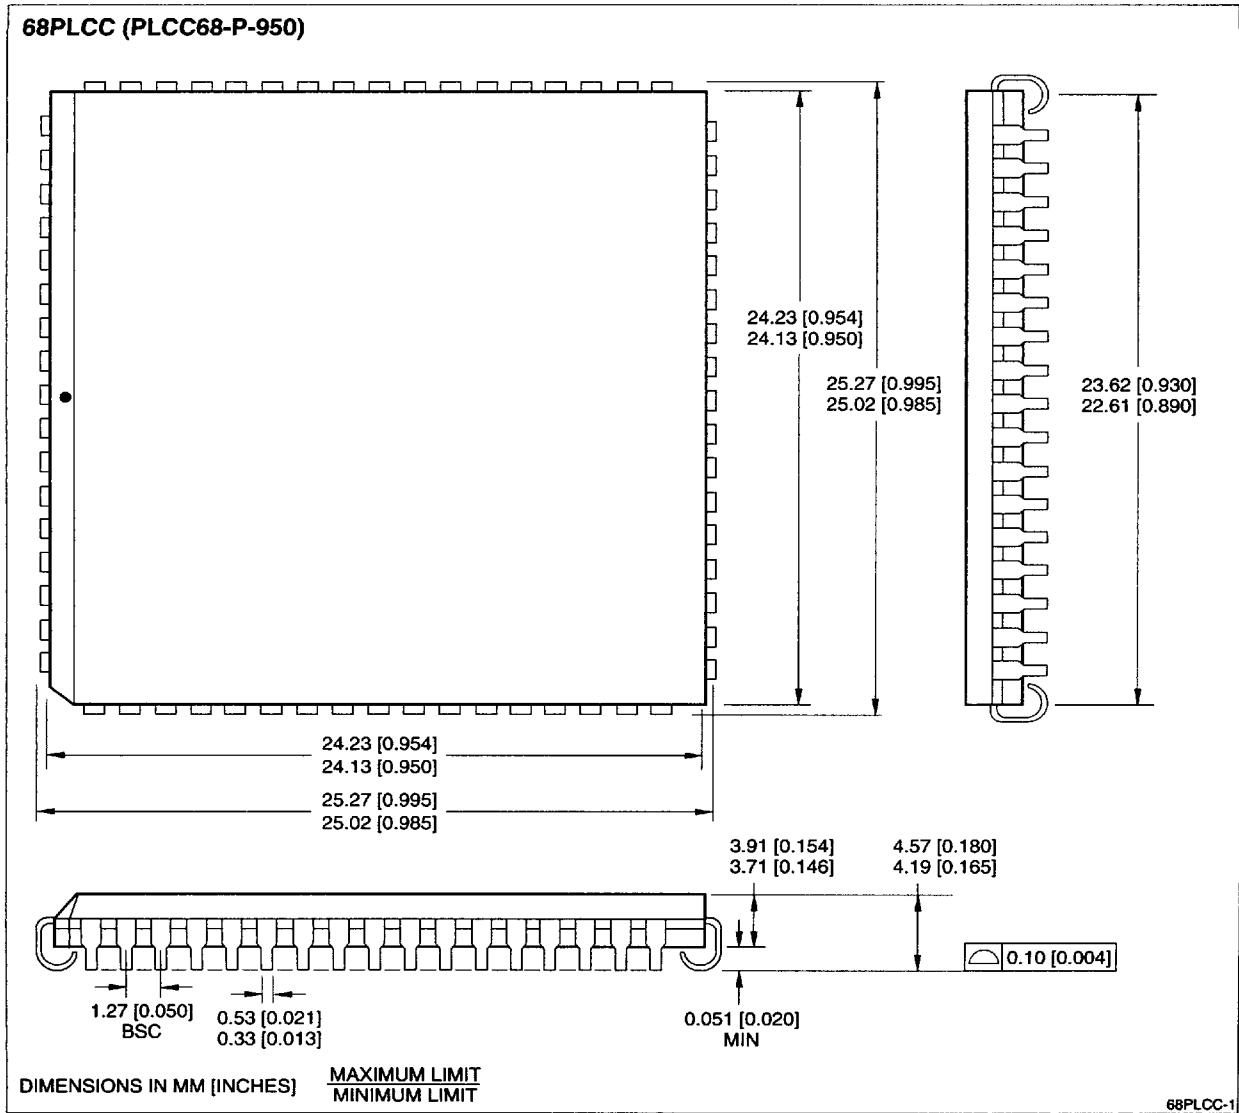 68PLCC (PLCC68-P-950)
24.23 [0.954]
24.13 [0.950]
25.27 [0.995]
25.02 [0.985]
23.62 [0.930]
22.61 [0.890]
24.23 [0.954]
24.13 [0.950]
25.27 [0.995]
25.02 [0.985]
3.91 [0.154]
3.71 [0.146]
4.57 [0.180]
4.19 [0.165]
0.10 [0.004]
1.27 [0.050]
BSC
0.53 [0.021]
0.33 [0.013]
0.051 [0.020]
MIN
DIMENSIONS IN MM [INCHES]
MAXIMUM LIMIT
MINIMUM LIMIT
68PLCC-1